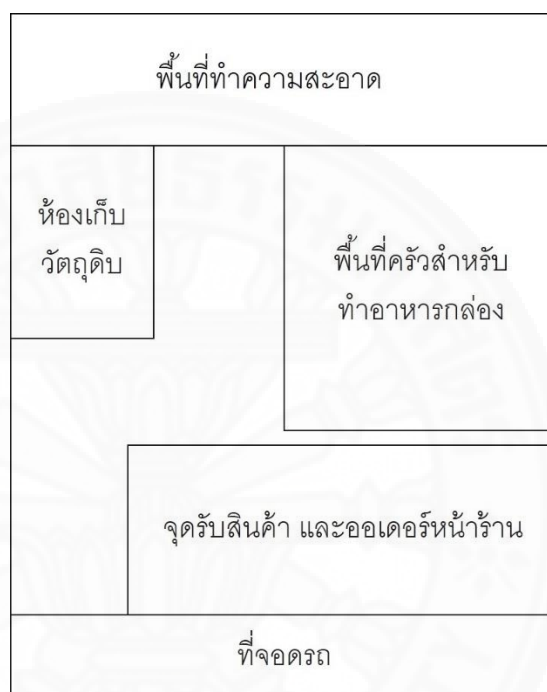 พื้นที่ทำความสะอาด
ห้องเก็บ
วัตถุดิบ
พื้นที่ครัวสำหรับ
ทำอาหารกล่อง
จุดรับสินค้า และออเดอร์หน้าร้าน
ที่จอดรถ